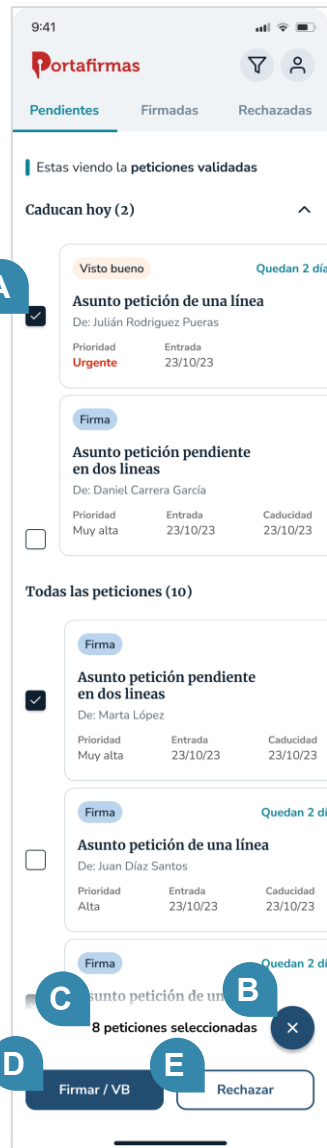 9:41
Portafirmas
Pendientes Firmadas Rechazadas
Estas viendo la peticiones validadas
Caducan hoy (2)
A
Visto bueno Quedan 2 día
Asunto petición de una línea
De: Julián Rodriguez Pueras
Prioridad Entrada
Urgente 23/10/23
Firma
Asunto petición pendiente
en dos lineas
De: Daniel Carrera García
Prioridad Entrada Caducidad
Muy alta 23/10/23 23/10/23
Todas las peticiones (10)
Firma
Asunto petición pendiente
en dos lineas
De: Marta López
Prioridad Entrada Caducidad
Muy alta 23/10/23 23/10/23
Firma Quedan 2 dí
Asunto petición de una línea
De: Juan Díaz Santos
Prioridad Entrada Caducidad
Alta 23/10/23 23/10/23
Firma Quedan 2 dí
C B
petición de
8 peticiones seleccionadas
D E
Firmar / VB Rechazar